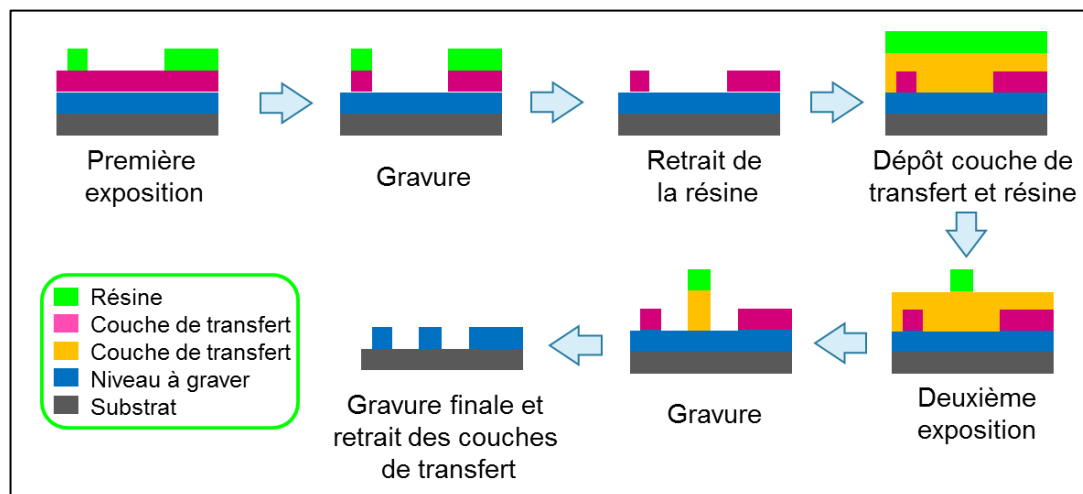 Première
exposition
Gravure
Retrait de
la résine
Dépôt couche de
transfert et résine
Résine
Couche de transfert
Couche de transfert
Niveau à graver
Substrat
Gravure finale et
retrait des couches
de transfert
Gravure
Deuxième
exposition